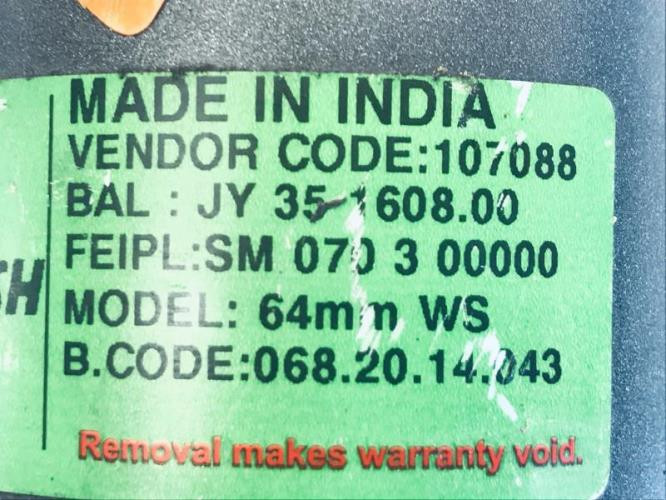 MADE IN INDIA
VENDOR CODE:107088
BAL : JY 35-1608.00
FEIPL:SM 070 3 00000
MODEL: 64mm WS
B.CODE:068.20.14.043
SH
Removal makes warranty void.